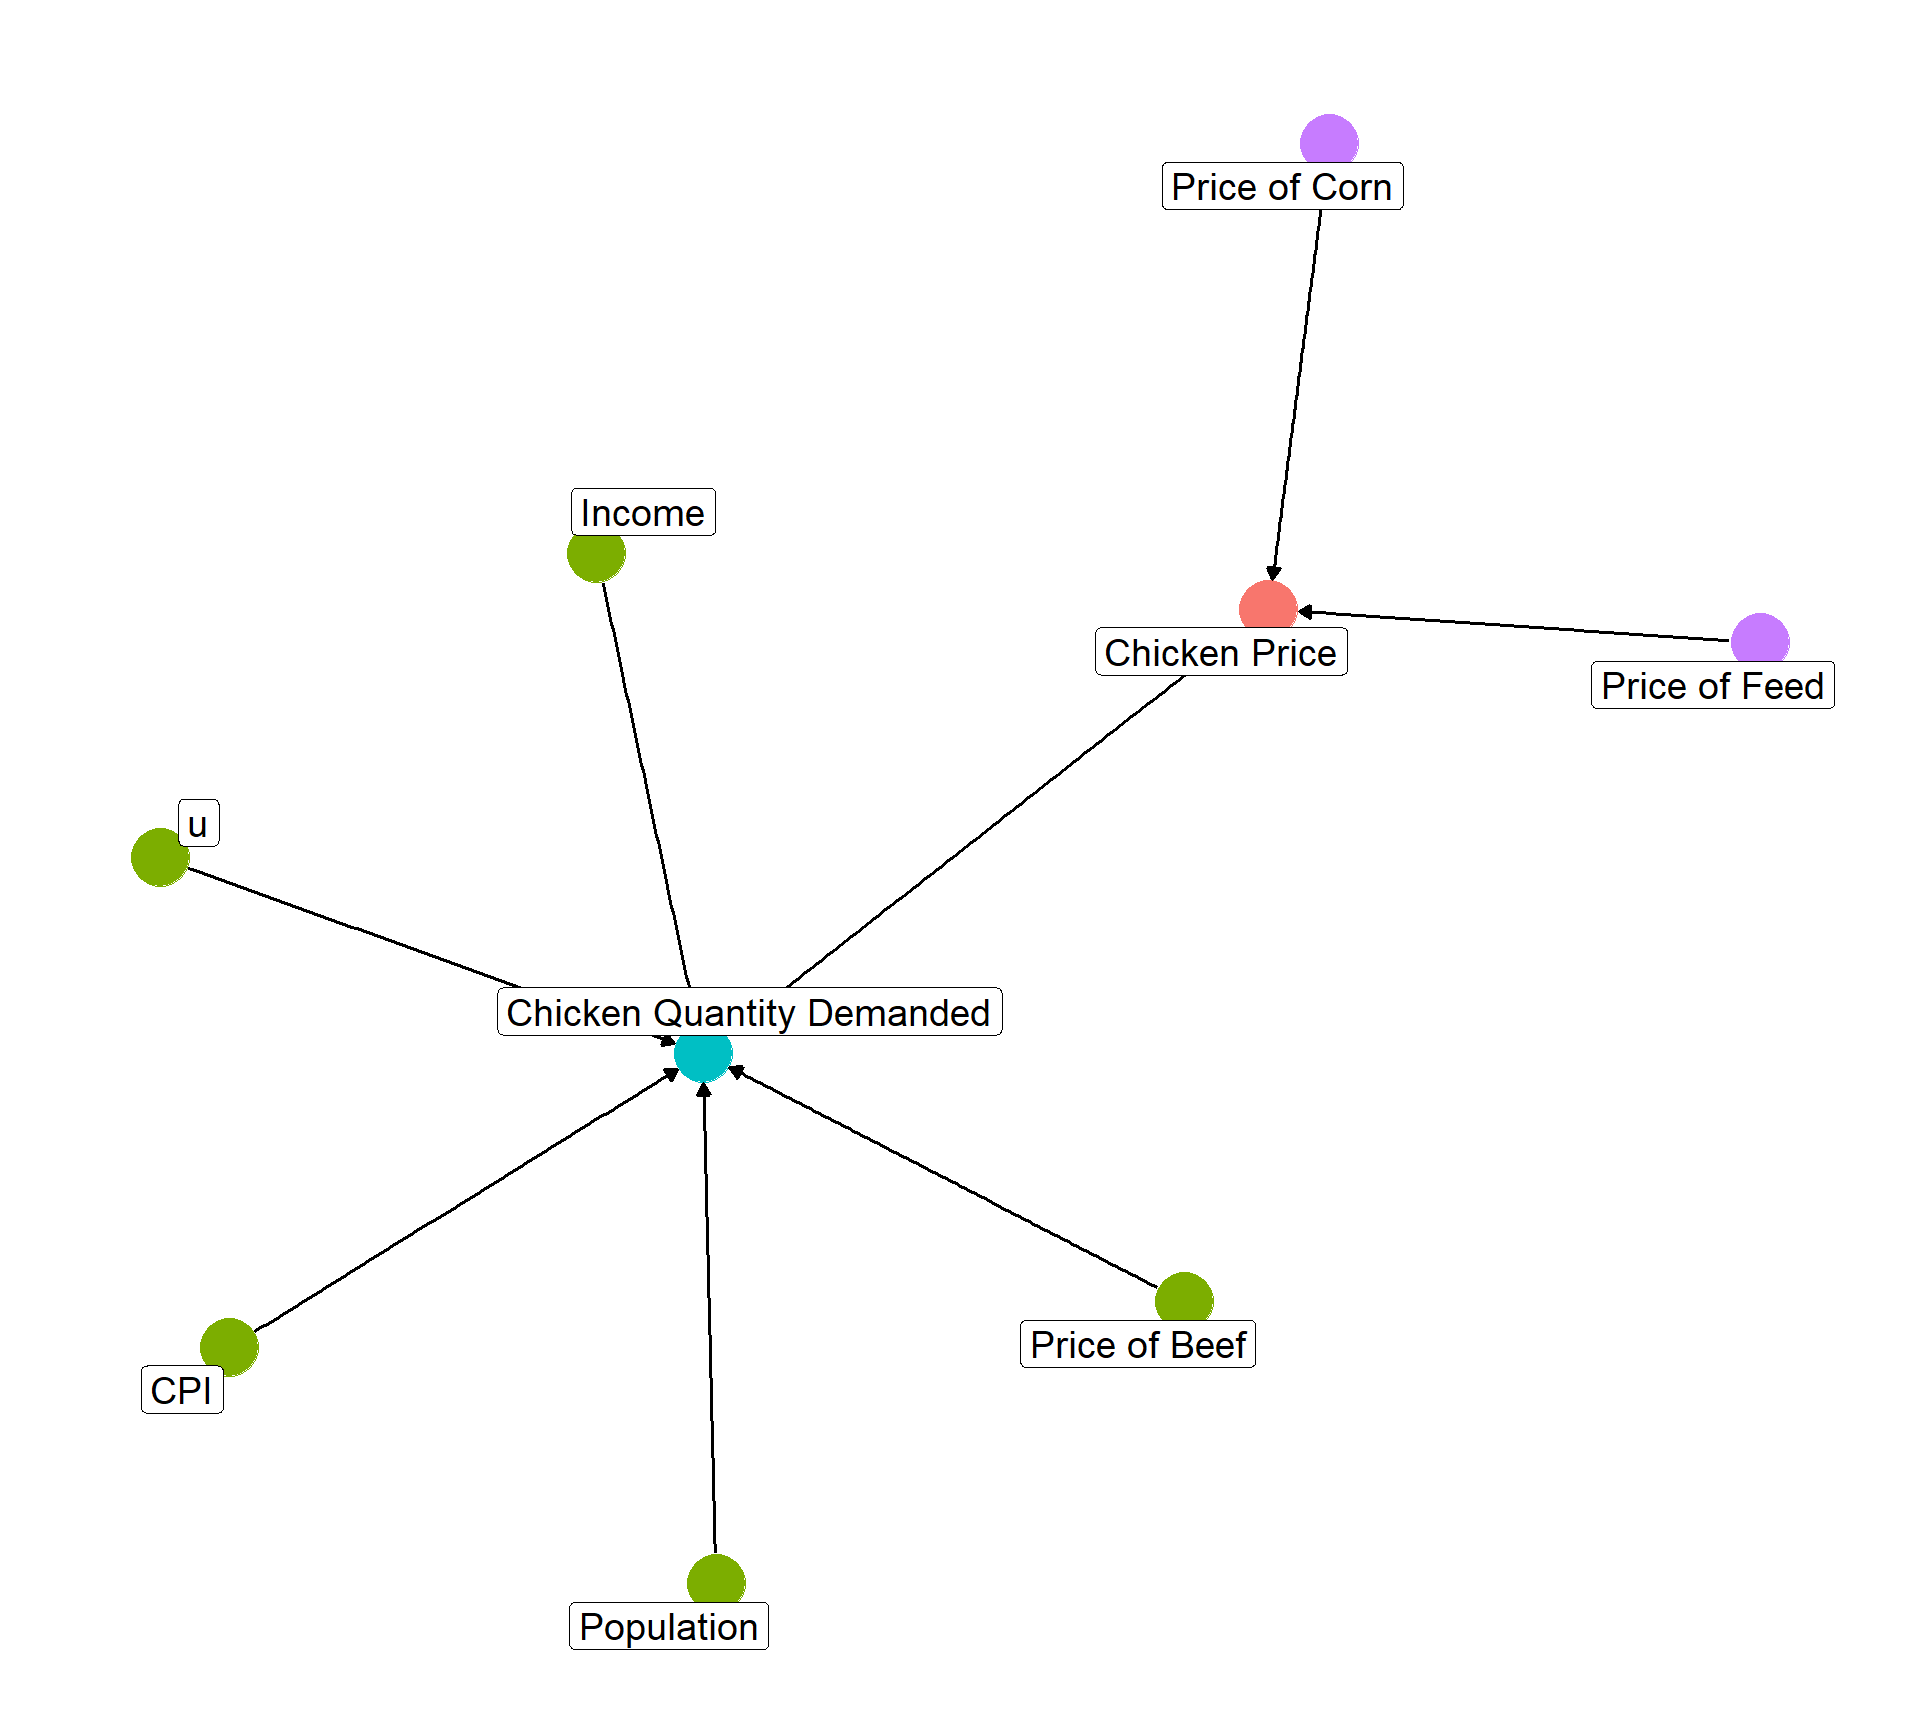 Price of Corn
Income
Chicken Price
Price of Feed
u
Chicken Quantity Demanded
Price of Beef
CPI
Population